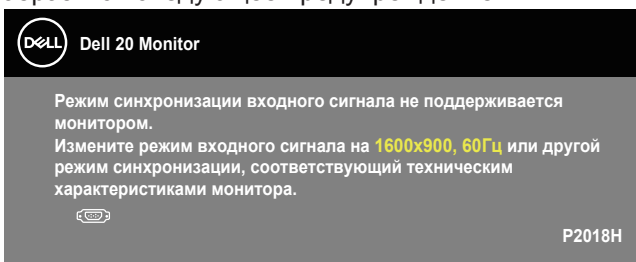 DELL Dell 20 Monitor
Режим синхронизации входного сигнала не поддерживается
монитором.
Измените режим входного сигнала на 1600x900, 60Гц или другой
режим синхронизации, соответствующий техническим
характеристиками монитора.
P2018H